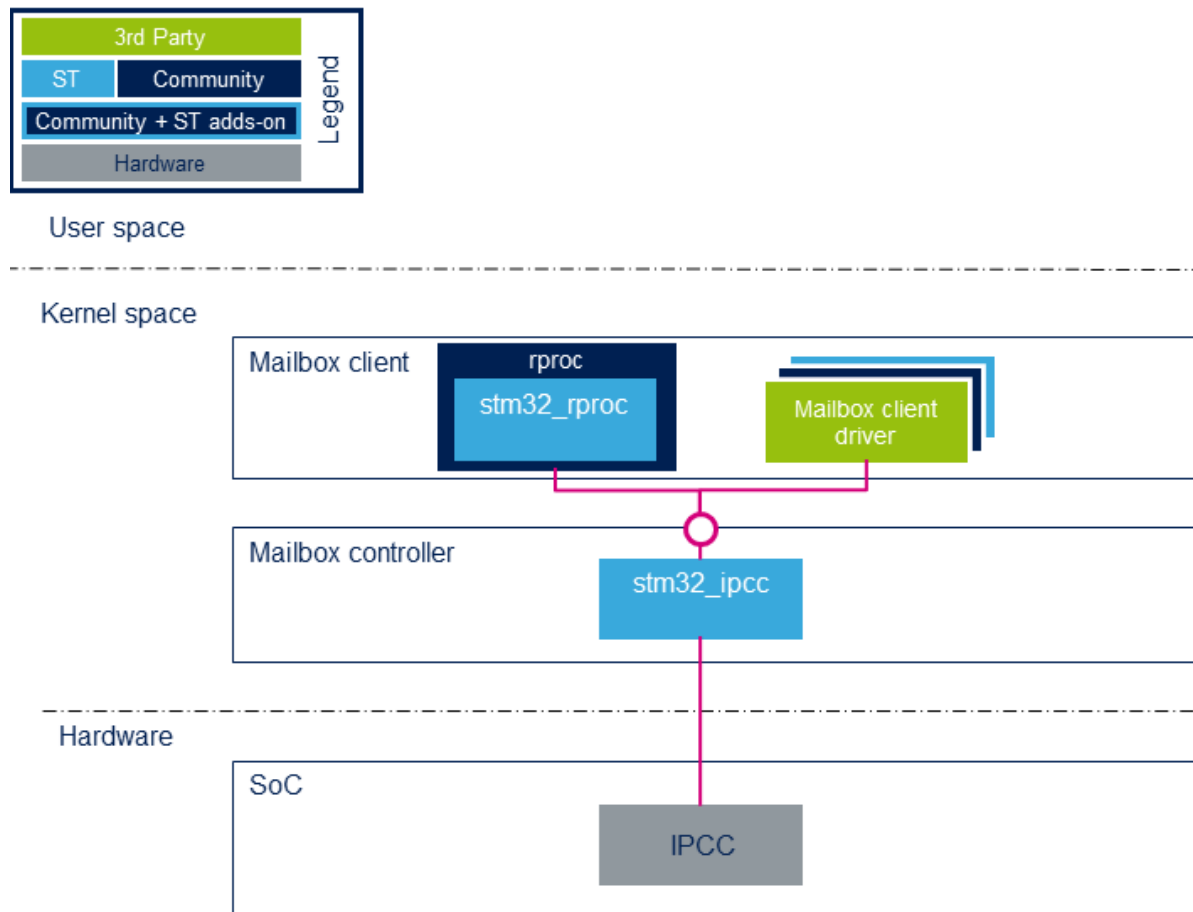 3rd Party
ST
Community
Community + ST adds-on
Hardware
Legend
User space
Kernel space
Mailbox client
rproc
stm32_rproc
Mailbox client
driver
Mailbox controller
stm32_ipcc
Hardware
SoC
IPCC